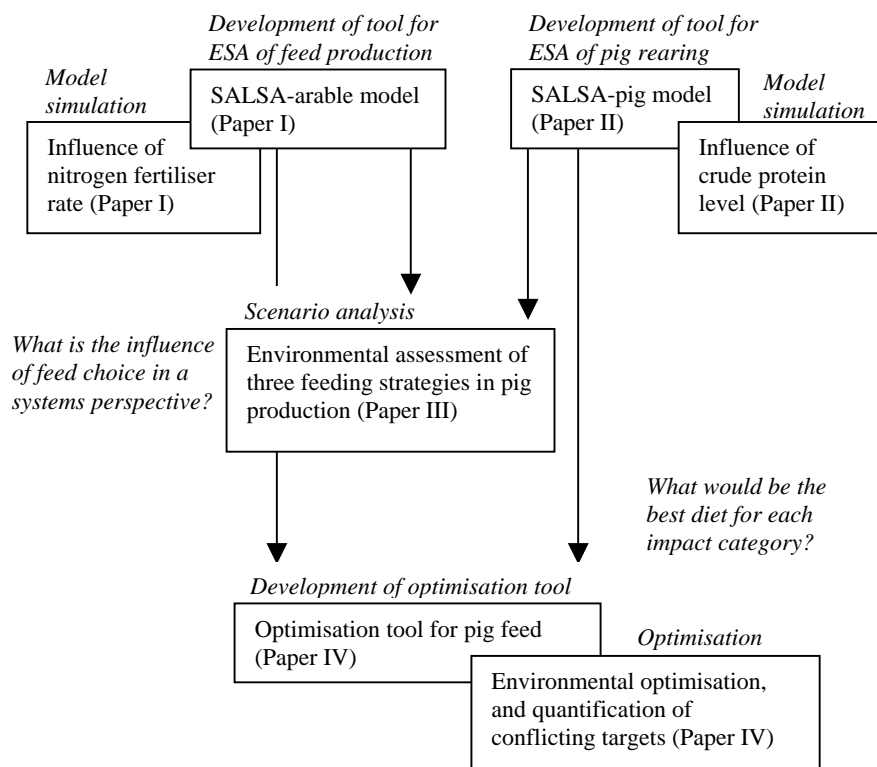 Development of tool for
ESA of feed production
Development of tool for
ESA of pig rearing
Model
simulation
SALSA-arable model
(Paper I)
SALSA-pig model
(Paper II)
Model
simulation
Influence of
nitrogen fertiliser
rate (Paper I)
Influence of
crude protein
level (Paper II)
Scenario analysis
What is the influence
of feed choice in a
systems perspective?
Environmental assessment of
three feeding strategies in pig
production (Paper III)
What would be the
best diet for each
impact category?
Development of optimisation tool
Optimisation tool for pig feed
(Paper IV)
Optimisation
Environmental optimisation,
and quantification of
conflicting targets (Paper IV)